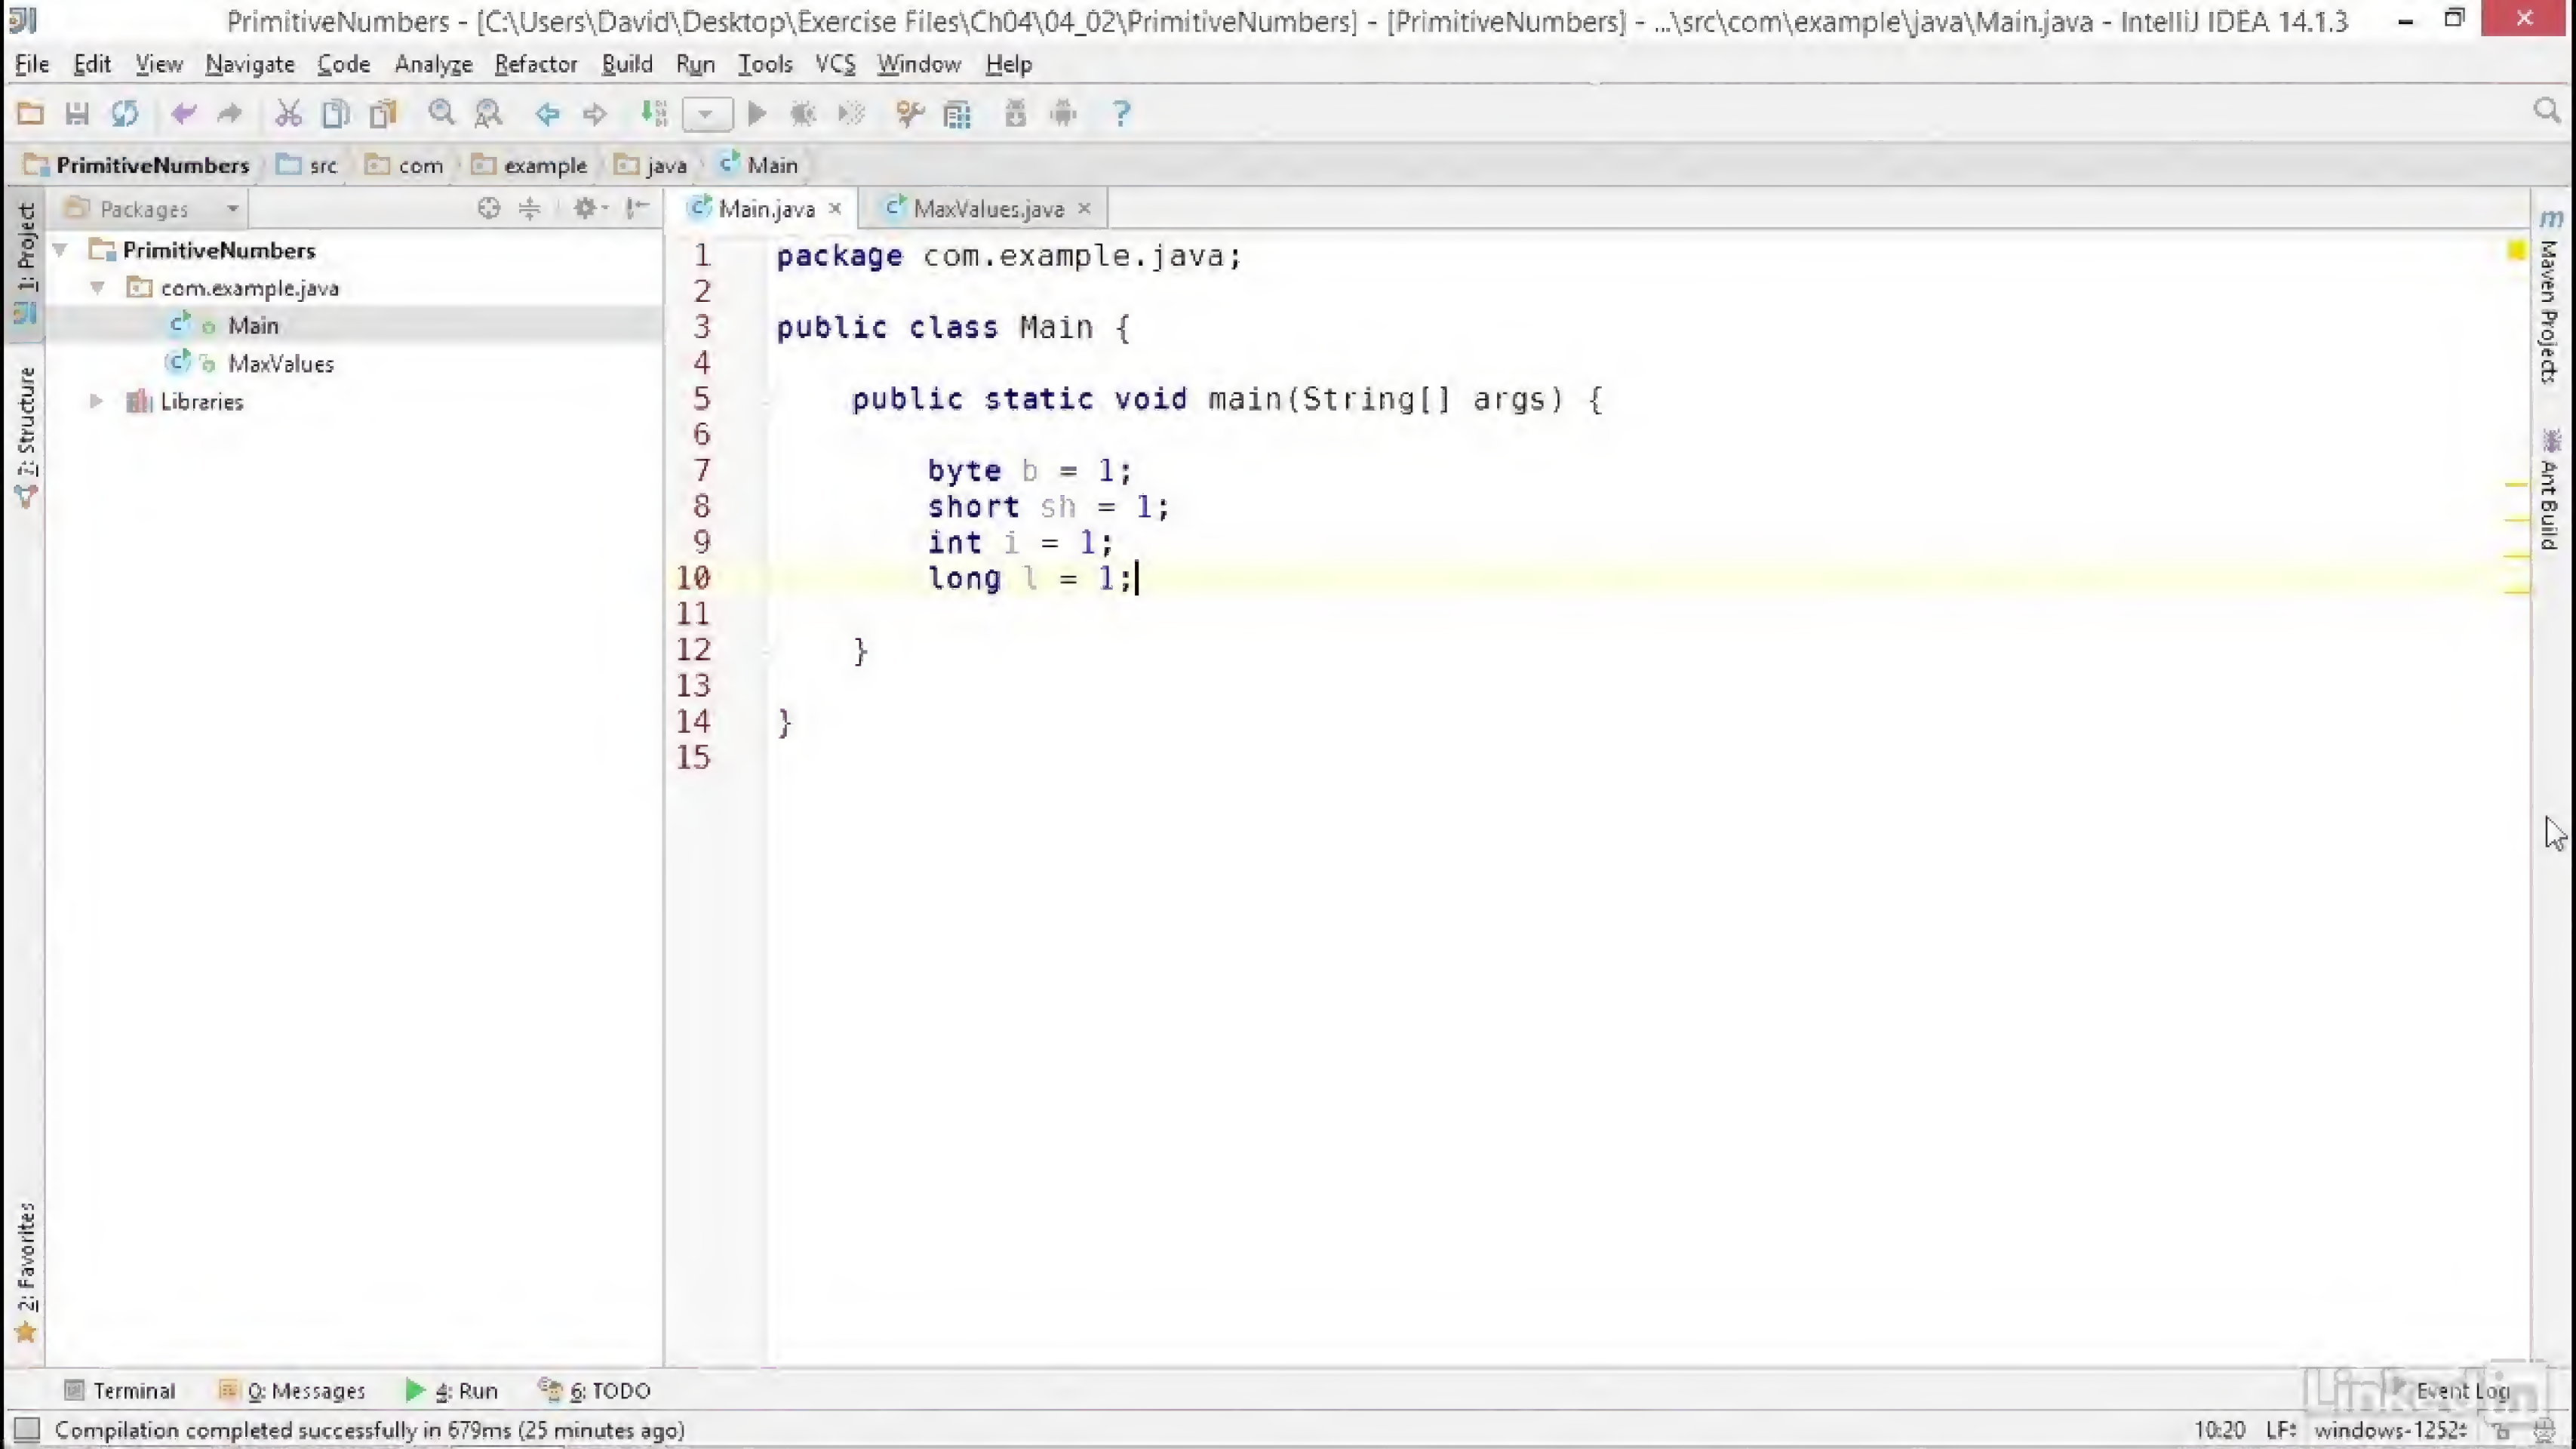 PrimitiveNumbers - [C:\Users\David\Desktop\Exercise Files\Ch04\04_02\PrimitiveNumbers] - [PrimitiveNumbers] - ...\src\com\example\java\Main.java - IntelliJ IDEA 14.1.3
File Edit View Navigate Code Analyze Refactor Build Run Tools VCS Window Help
PrimitiveNumbers src com example java Main
Packages
Main.java MaxValues.java
1: Project
7: Structure
2: Favorites
PrimitiveNumbers
com.example.java
Main
MaxValues
Libraries
1 package com.example.java;
2
3 public class Main {
4
5 public static void main(String[] args) {
6
7 byte b = 1;
8 short sh = 1;
9 int i = 1;
10 long l = 1;
11
12 }
13
14 }
15
Maven Projects
Ant Build
Terminal 0: Messages 4: Run 6: TODO Event Log
Linked in
Compilation completed successfully in 679ms (25 minutes ago) 10:20 LF÷ windows-1252÷